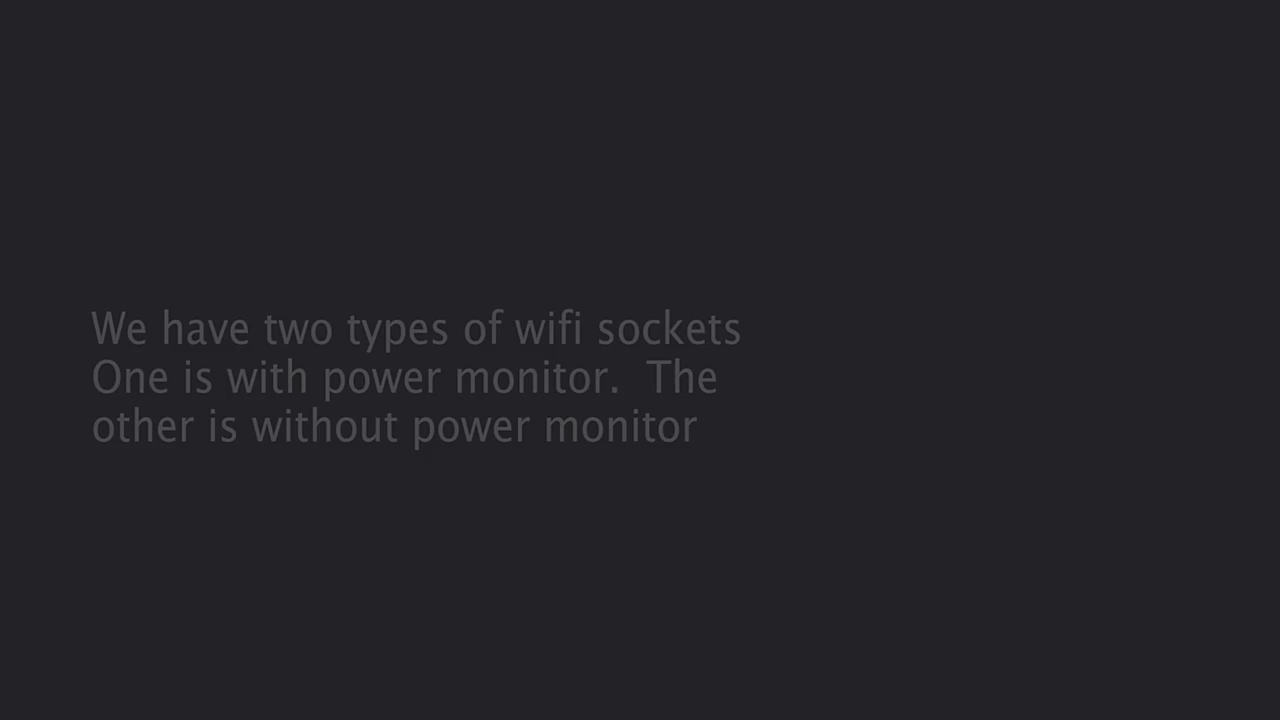 We have two types of wifi sockets
One is with power monitor.  The
other is without power monitor